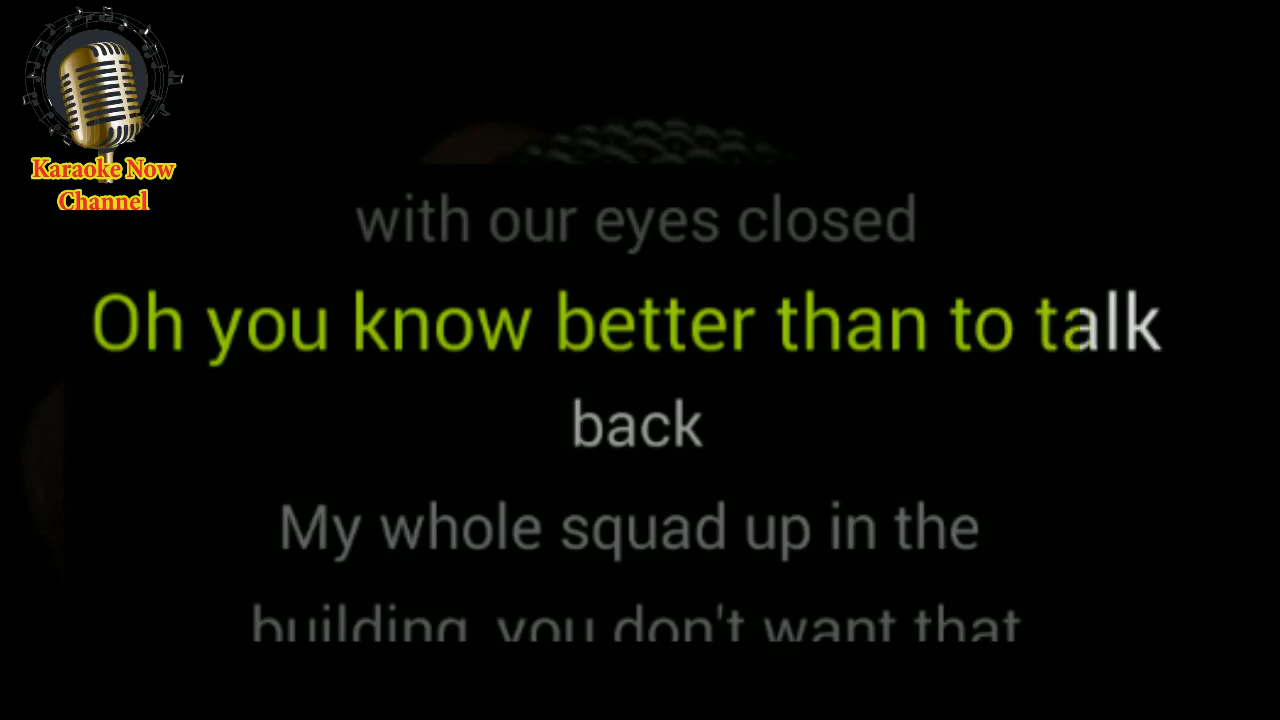 Karaoke Now
Channel
with our eyes closed
Oh you know better than to talk
back
My whole squad up in the
building, you don't want that